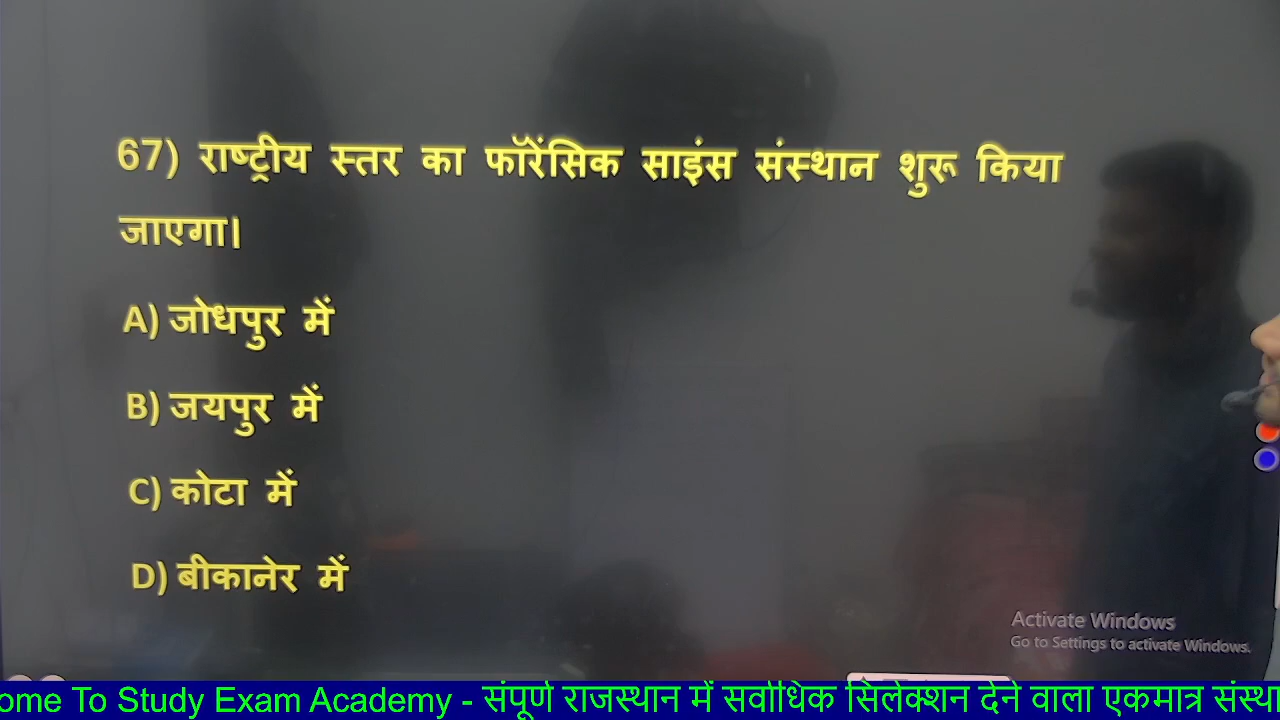 67) राष्ट्रीय स्तर का फॉरेंसिक साइंस संस्थान शुरू किया
जाएगा।
A) जोधपुर में
B) जयपुर में
C) कोटा में
D) बीकानेर में
Activate Windows
Go to Settings to activate Windows.
ome To Study Exam Academy - संपूर्ण राजस्थान में सर्वाधिक सिलेक्शन देने वाला एकमात्र संस्था